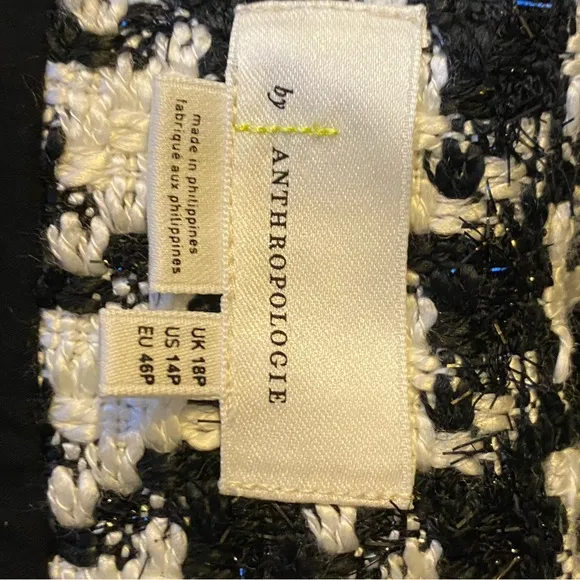 by ANTHROPOLOGIE
made in philippines
fabriqué aux philippines
UK 18P
US 14P
EU 46P